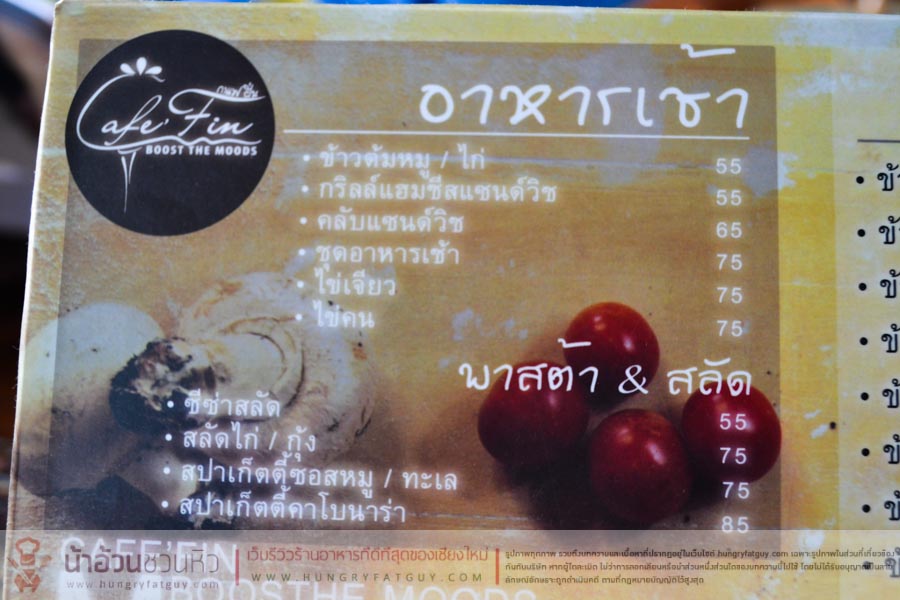 กาแฟ ฟิน
Cafe' Fin
BOOST THE MOODS
อาหารเช้า
• ข้าวต้มหมู / ไก่ 55
• กริลล์แฮมชีสแซนด์วิช 55
• คลับแซนด์วิช 65
• ชุดอาหารเช้า 75
• ไข่เจียว 75
• ไข่คน 75
พาสต้า & สลัด
• ซีซ่าสลัด 55
• สลัดไก่ / กุ้ง 75
• สปาเก็ตตี้ซอสหมู / ทะเล 75
• สปาเก็ตตี้คาโบนาร่า 85
CAFE' FIN
BOOST THE MOODS
น้าอ้วนชวนหิว
www.hungryfatguy.com
เว็บรีวิวร้านอาหารที่ดีที่สุดของเชียงใหม่
WWW.HUNGRYFATGUY.COM